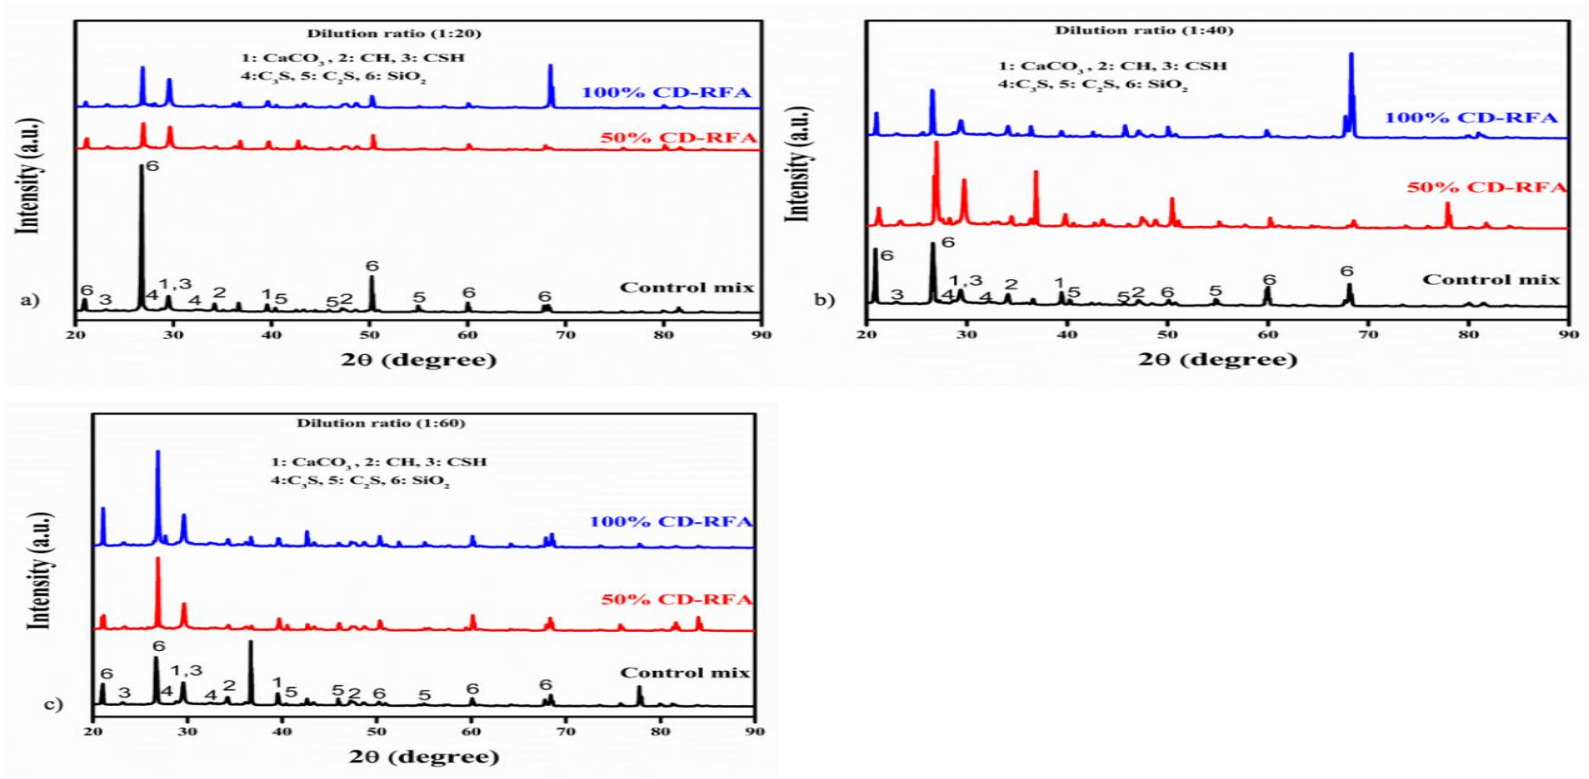 Dilution ratio (1:20)
1: CaCO₃ , 2: CH, 3: CSH
4:C₃S, 5: C₂S, 6: SiO₂
100% CD-RFA
50% CD-RFA
Control mix
6 3 6 4 1,3 4 2 1 5 5 2 6 5 6 6
Intensity (a.u.)
a)
20 30 40 50 60 70 80 90
2θ (degree)
Dilution ratio (1:40)
1: CaCO₃ , 2: CH, 3: CSH
4:C₃S, 5: C₂S, 6: SiO₂
100% CD-RFA
50% CD-RFA
Control mix
6 3 6 4 1,3 4 2 1 5 5 2 6 5 6 6
Intensity (a.u.)
b)
20 30 40 50 60 70 80 90
2θ (degree)
Dilution ratio (1:60)
1: CaCO₃ , 2: CH, 3: CSH
4:C₃S, 5: C₂S, 6: SiO₂
100% CD-RFA
50% CD-RFA
Control mix
6 3 6 4 1,3 4 2 1 5 5 2 6 5 6 6
Intensity (a.u.)
c)
20 30 40 50 60 70 80 90
2θ (degree)